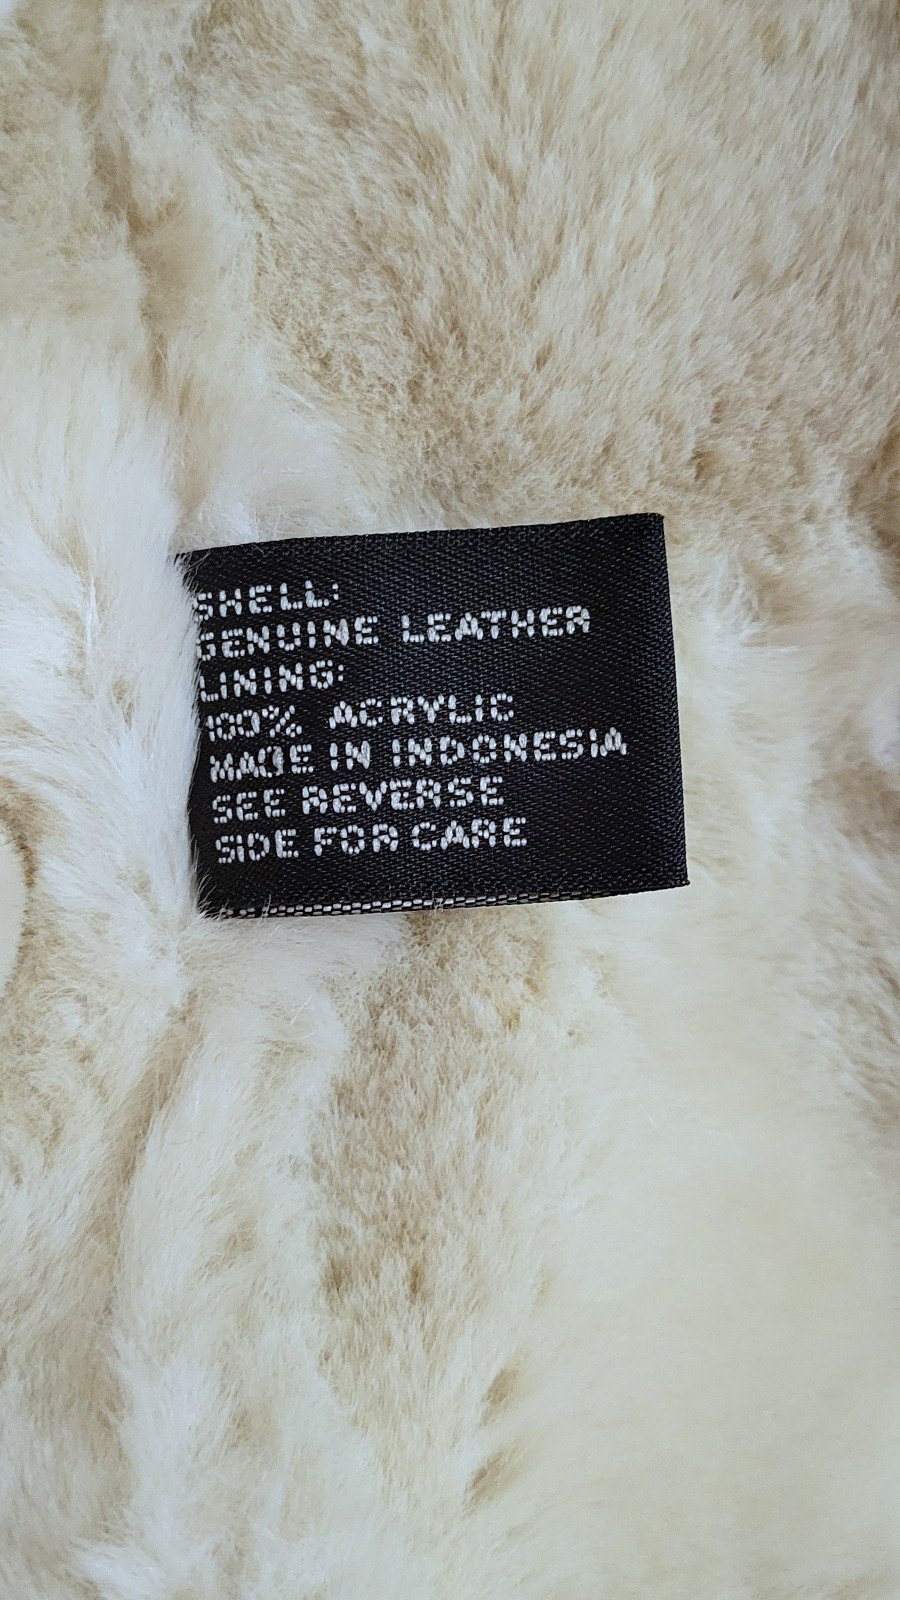 SHELL:
GENUINE LEATHER
LINING:
100% ACRYLIC
MADE IN INDONESIA
SEE REVERSE
SIDE FOR CARE